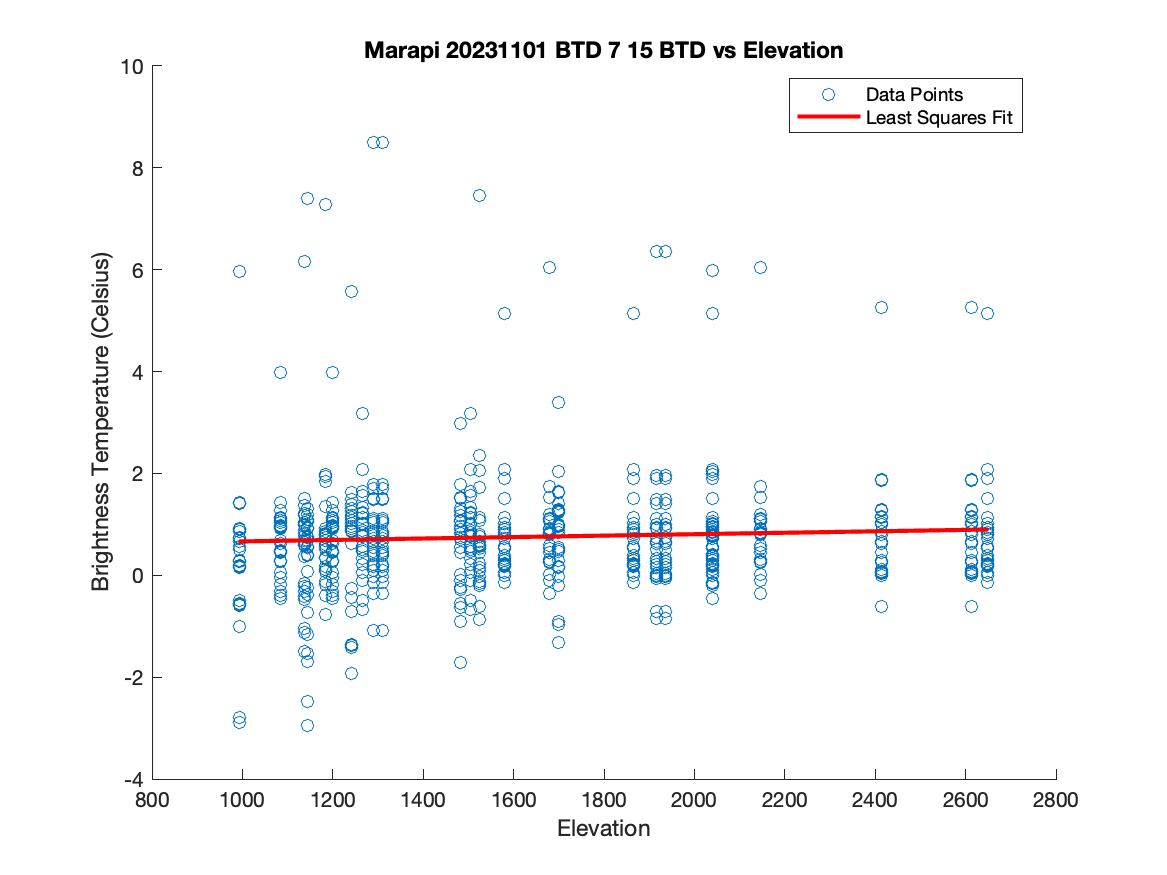 Marapi 20231101 BTD 7 15 BTD vs Elevation
10
8
6
4
2
0
-2
-4
Brightness Temperature (Celsius)
Data Points
Least Squares Fit
800 1000 1200 1400 1600 1800 2000 2200 2400 2600 2800
Elevation